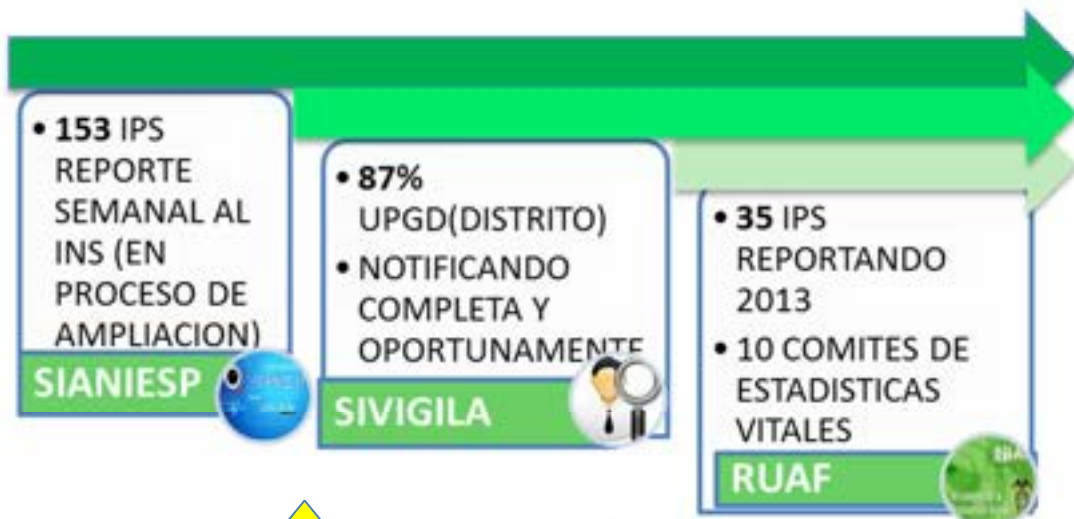 • 153 IPS
REPORTE
SEMANAL AL
INS (EN
PROCESO DE
AMPLIACION)
SIANIESP
• 87%
UPGD(DISTRITO)
• NOTIFICANDO
COMPLETA Y
OPORTUNAMENTE
SIVIGILA
• 35 IPS
REPORTANDO
2013
• 10 COMITES DE
ESTADISTICAS
VITALES
RUAF